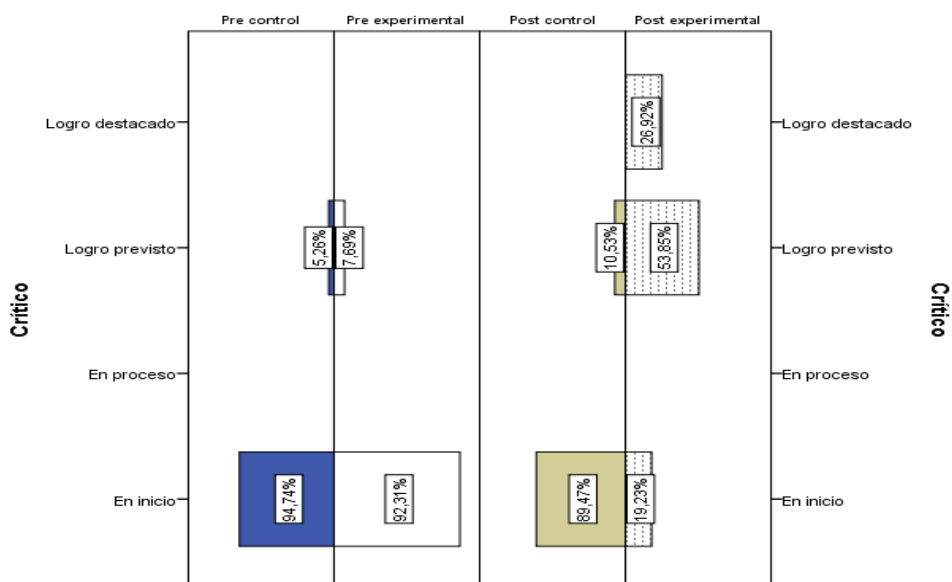 Pre control Pre experimental Post control Post experimental
Logro destacado 26,92% Logro destacado
Logro previsto 5,26% 7,69% 10,53% 53,85% Logro previsto
Crítico Crítico
En proceso En proceso
En inicio 94,74% 92,31% 89,47% 19,23% En inicio